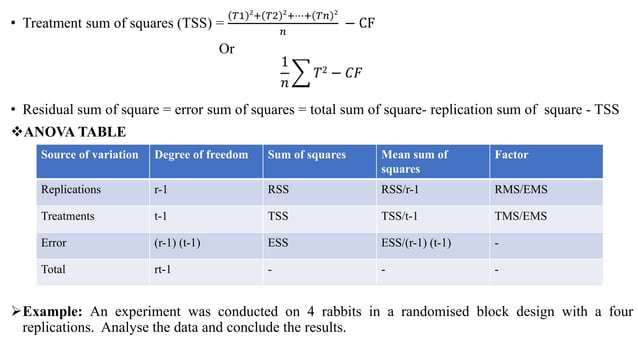 • Treatment sum of squares (TSS) = (T1)²+(T2)²+⋯+(Tn)² / n − CF
Or
1/n ∑ T² − CF
• Residual sum of square = error sum of squares = total sum of square- replication sum of square - TSS
❖ANOVA TABLE
Source of variation | Degree of freedom | Sum of squares | Mean sum of squares | Factor
Replications | r-1 | RSS | RSS/r-1 | RMS/EMS
Treatments | t-1 | TSS | TSS/t-1 | TMS/EMS
Error | (r-1) (t-1) | ESS | ESS/(r-1) (t-1) | -
Total | rt-1 | - | - | -
➢Example: An experiment was conducted on 4 rabbits in a randomised block design with a four
replications. Analyse the data and conclude the results.